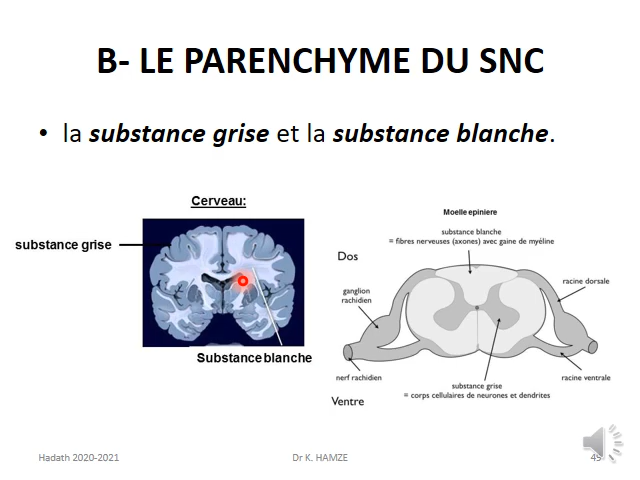 B- LE PARENCHYME DU SNC
• la substance grise et la substance blanche.
Cerveau:
substance grise
Substance blanche
Moelle epiniere
substance blanche
= fibres nerveuses (axones) avec gaine de myéline
Dos
racine dorsale
ganglion
rachidien
nerf rachidien
racine ventrale
substance grise
= corps cellulaires de neurones et dendrites
Ventre
Hadath 2020-2021
Dr K. HAMZE